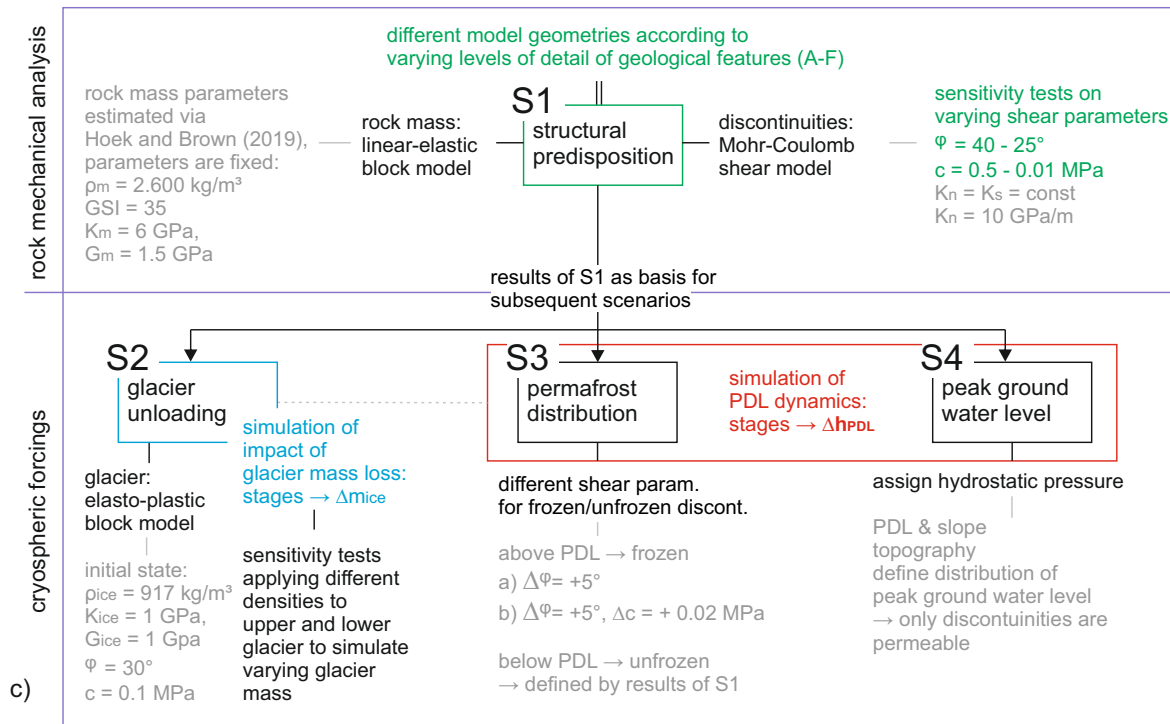 rock mechanical analysis
different model geometries according to
varying levels of detail of geological features (A-F)
rock mass parameters
estimated via
Hoek and Brown (2019),
parameters are fixed:
ρm = 2.600 kg/m³
GSI = 35
Km = 6 GPa,
Gm = 1.5 GPa
rock mass:
linear-elastic
block model
S1
structural
predisposition
discontinuities:
Mohr-Coulomb
shear model
sensitivity tests on
varying shear parameters
φ = 40 - 25°
c = 0.5 - 0.01 MPa
Kn = Ks = const
Kn = 10 GPa/m
results of S1 as basis for
subsequent scenarios
cryospheric forcings
S2
glacier
unloading
simulation of
impact of
glacier mass loss:
stages → Δmice
glacier:
elasto-plastic
block model
initial state:
ρice = 917 kg/m³
Kice = 1 GPa,
Gice = 1 Gpa
φ = 30°
c = 0.1 MPa
sensitivity tests
applying different
densities to
upper and lower
glacier to simulate
varying glacier
mass
S3
permafrost
distribution
simulation of
PDL dynamics:
stages → ΔhPDL
different shear param.
for frozen/unfrozen discont.
above PDL → frozen
a) Δφ= +5°
b) Δφ= +5°, Δc = + 0.02 MPa
below PDL → unfrozen
→ defined by results of S1
S4
peak ground
water level
assign hydrostatic pressure
PDL & slope
topography
define distribution of
peak ground water level
→ only discontuinities are
permeable
c)